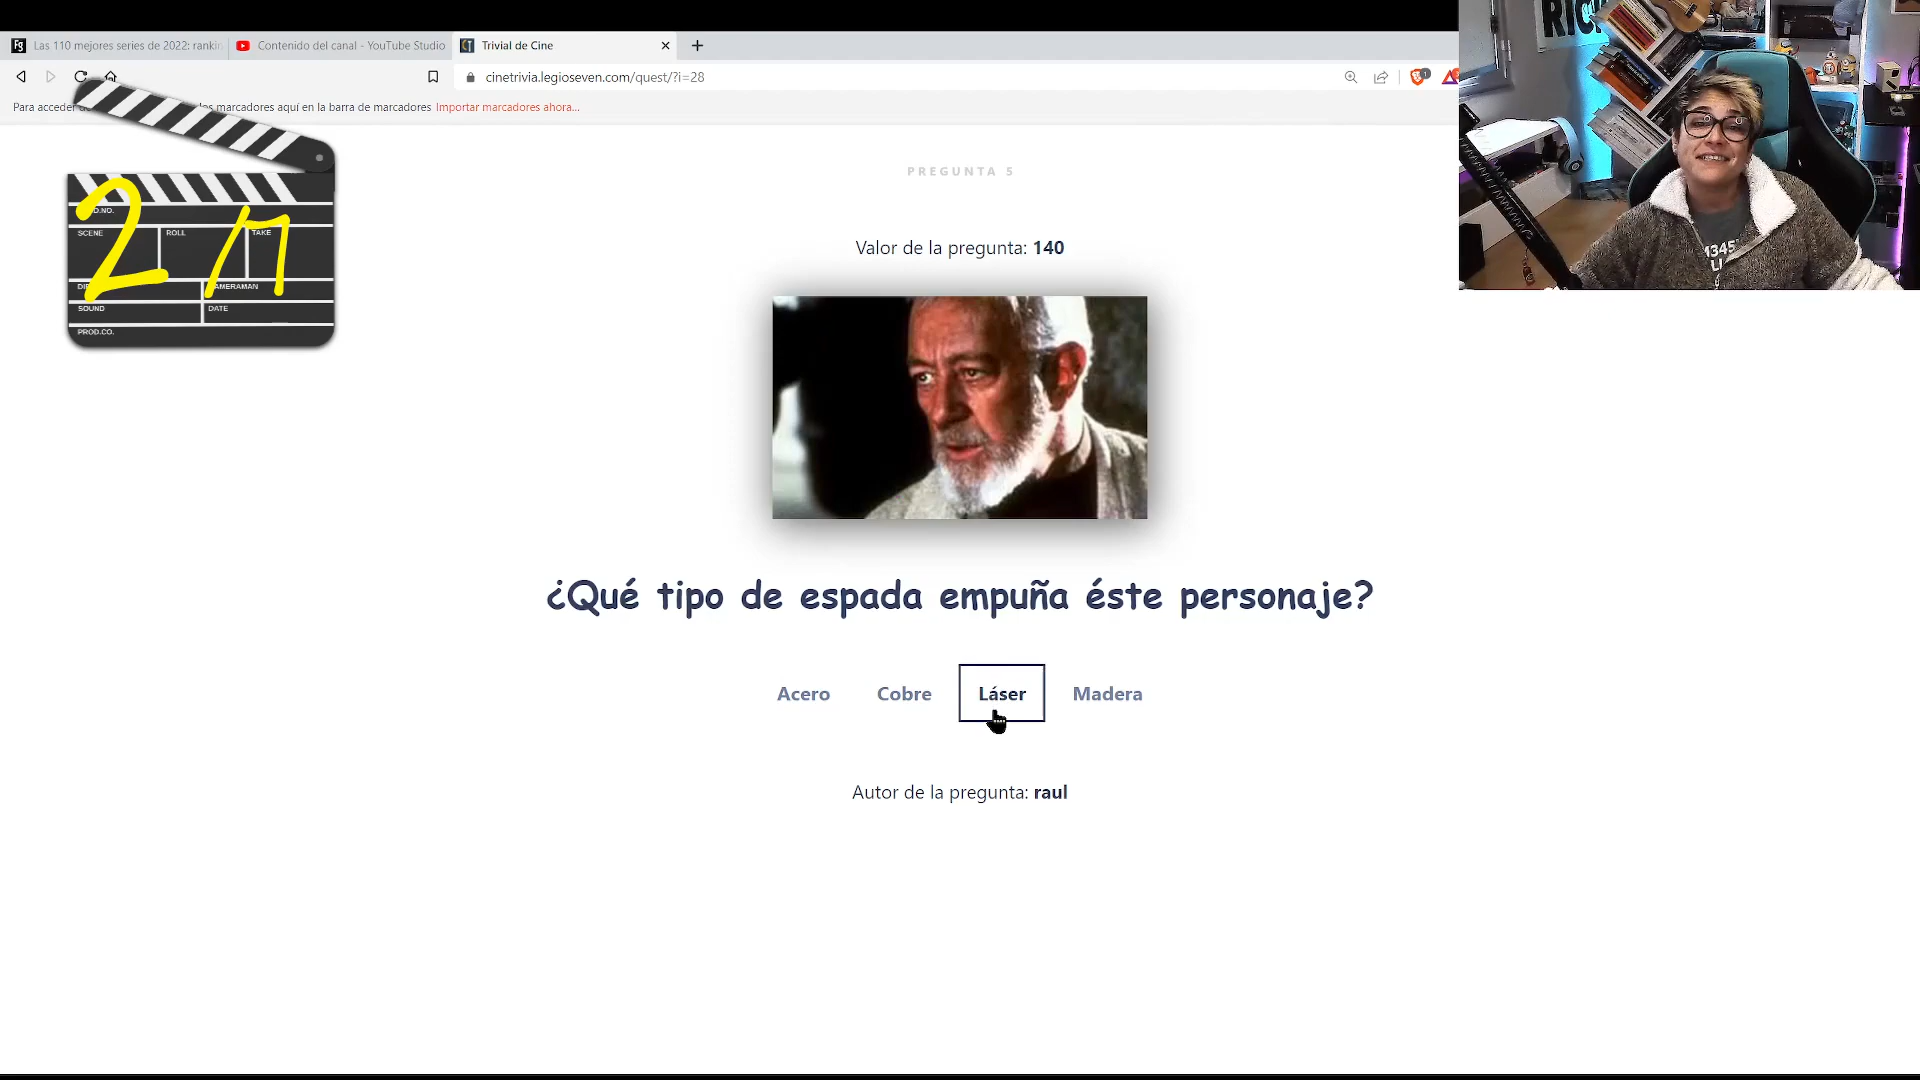 Las 110 mejores series de 2022: rankin
Contenido del canal - YouTube Studio
Trivial de Cine
cinetrivia.legioseven.com/quest/?i=28
Para acceder
os marcadores aquí en la barra de marcadores
Importar marcadores ahora...
PREGUNTA 5
Valor de la pregunta: 140
2/7
SCENE
ROLL
TAKE
CAMERAMAN
SOUND
DATE
PROD.CO.
¿Qué tipo de espada empuña éste personaje?
Acero
Cobre
Láser
Madera
Autor de la pregunta: raul